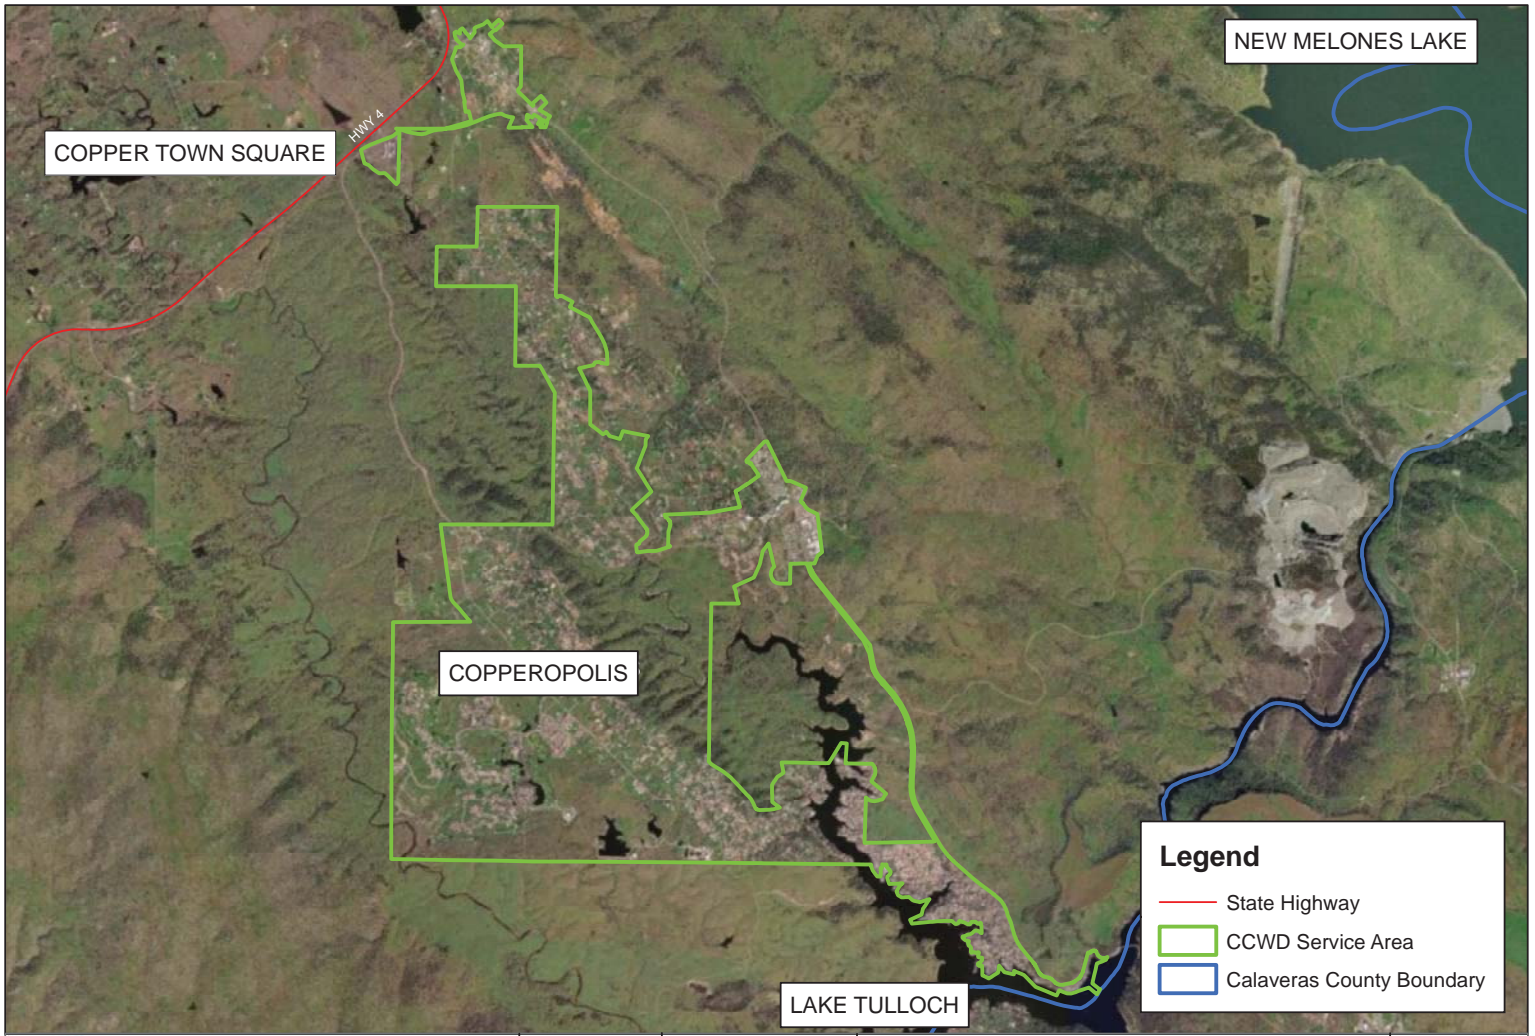 NEW MELONES LAKE
HWY 4
COPPER TOWN SQUARE
COPPEROPOLIS
LAKE TULLOCH
Legend
State Highway
CCWD Service Area
Calaveras County Boundary